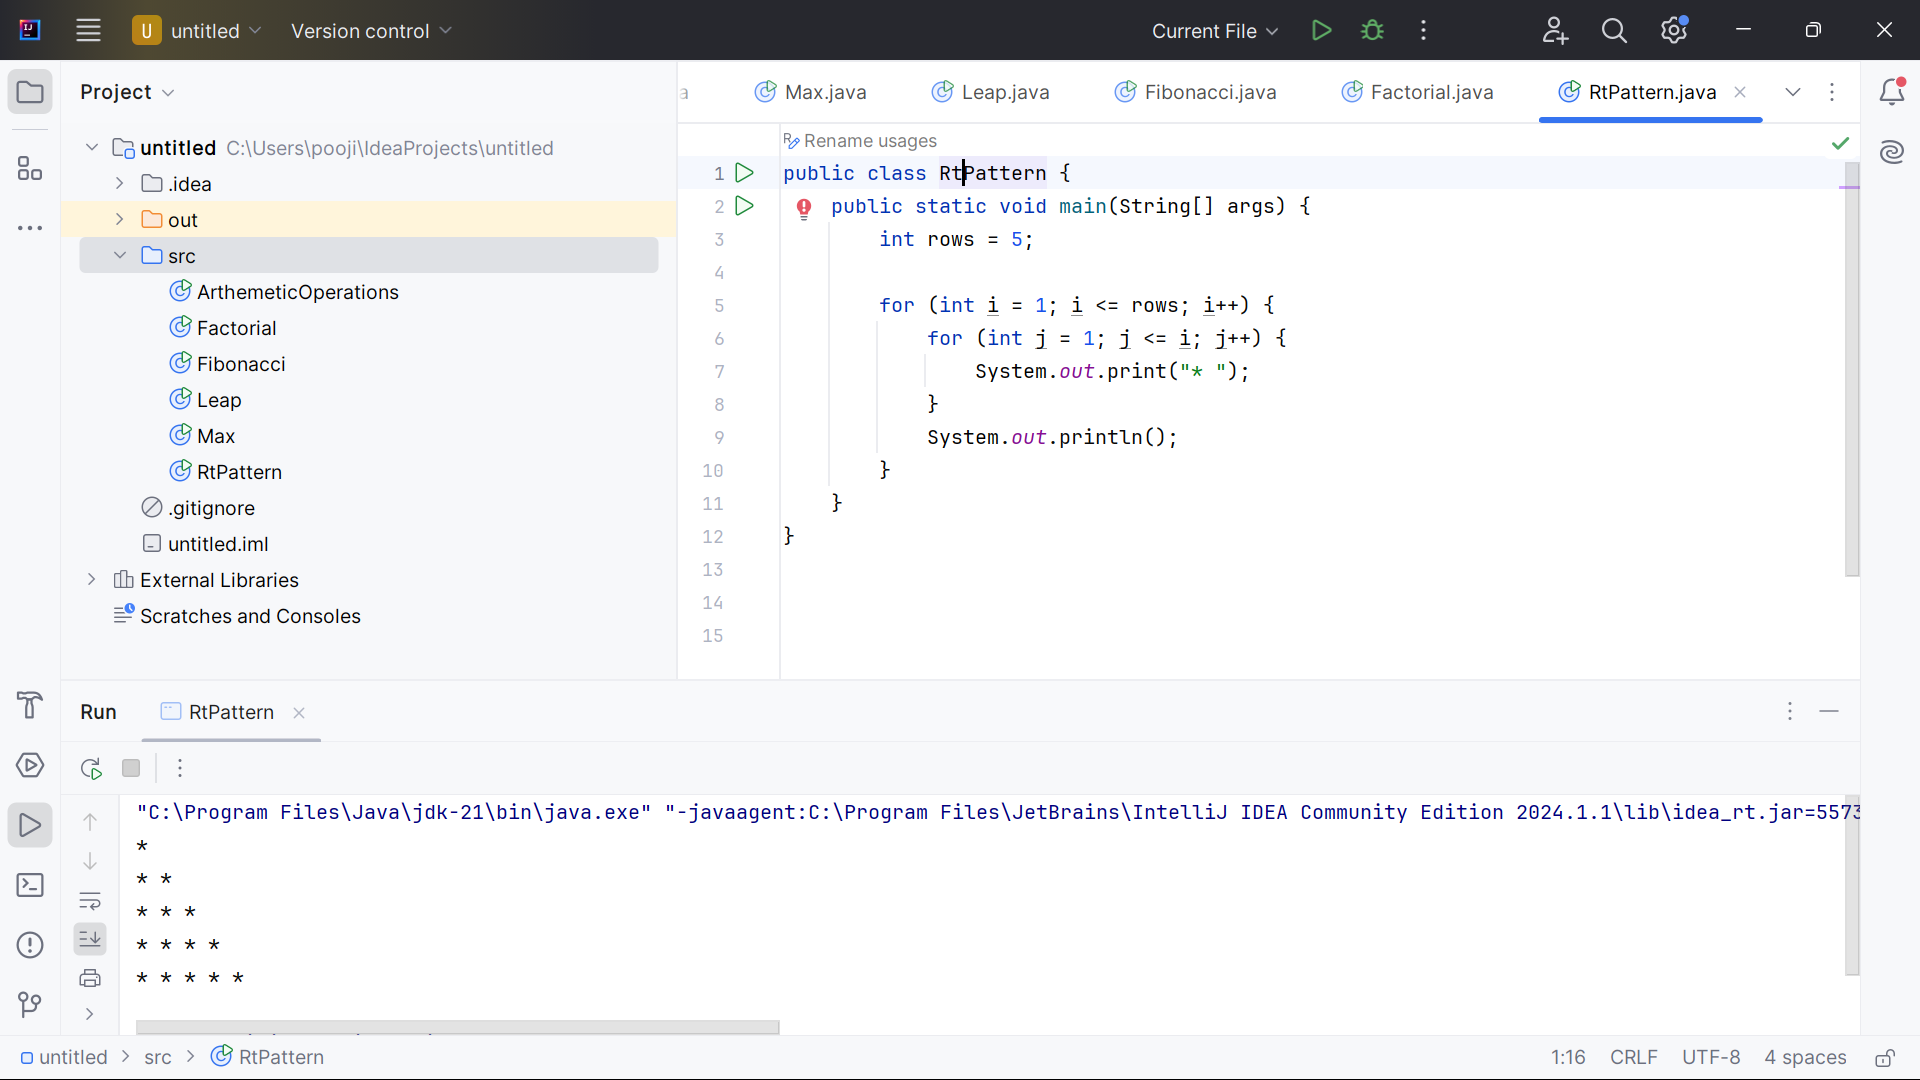 U untitled Version control Current File
Project
a Max.java Leap.java Fibonacci.java Factorial.java RtPattern.java
untitled C:\Users\pooji\IdeaProjects\untitled
.idea
out
src
ArthemeticOperations
Factorial
Fibonacci
Leap
Max
RtPattern
.gitignore
untitled.iml
External Libraries
Scratches and Consoles
Rename usages
1 public class RtPattern {
2 public static void main(String[] args) {
3 int rows = 5;
4
5 for (int i = 1; i <= rows; i++) {
6 for (int j = 1; j <= i; j++) {
7 System.out.print("* ");
8 }
9 System.out.println();
10 }
11 }
12 }
13
14
15
Run RtPattern
"C:\Program Files\Java\jdk-21\bin\java.exe" "-javaagent:C:\Program Files\JetBrains\IntelliJ IDEA Community Edition 2024.1.1\lib\idea_rt.jar=5573
*
* *
* * *
* * * *
* * * * *
untitled > src > RtPattern 1:16 CRLF UTF-8 4 spaces